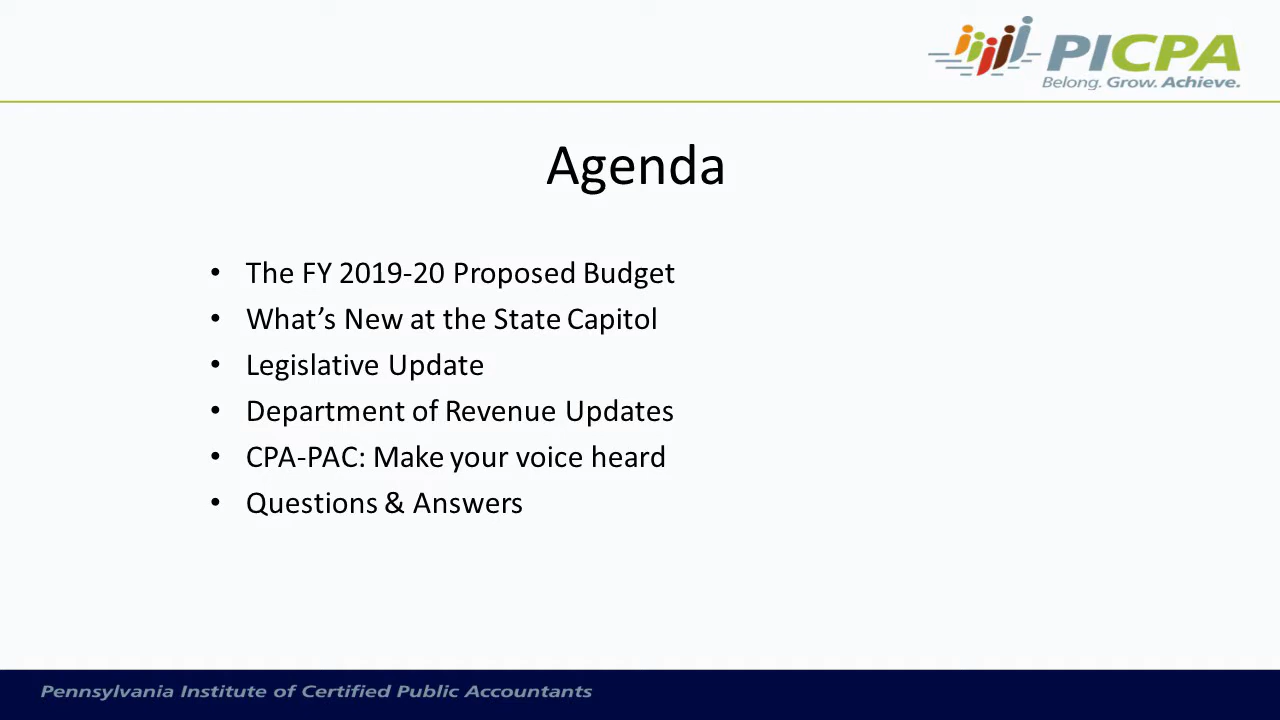 PICPA
Belong. Grow. Achieve.
Agenda
• The FY 2019-20 Proposed Budget
• What’s New at the State Capitol
• Legislative Update
• Department of Revenue Updates
• CPA-PAC: Make your voice heard
• Questions & Answers
Pennsylvania Institute of Certified Public Accountants